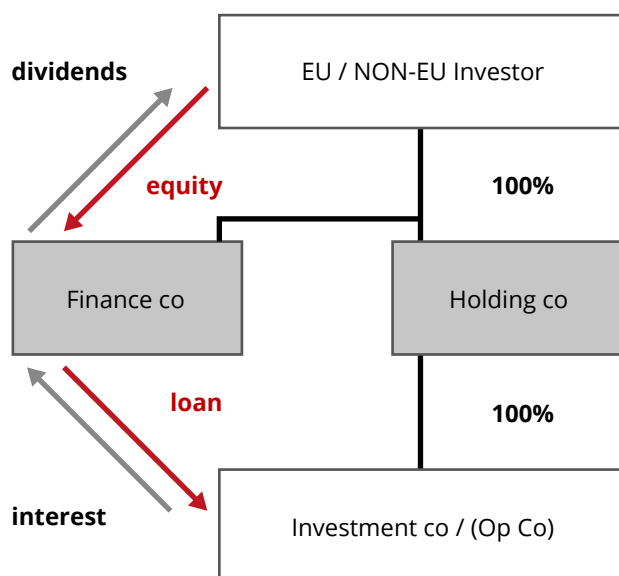 dividends
EU / NON-EU Investor
equity
100%
Finance co
Holding co
loan
100%
interest
Investment co / (Op Co)